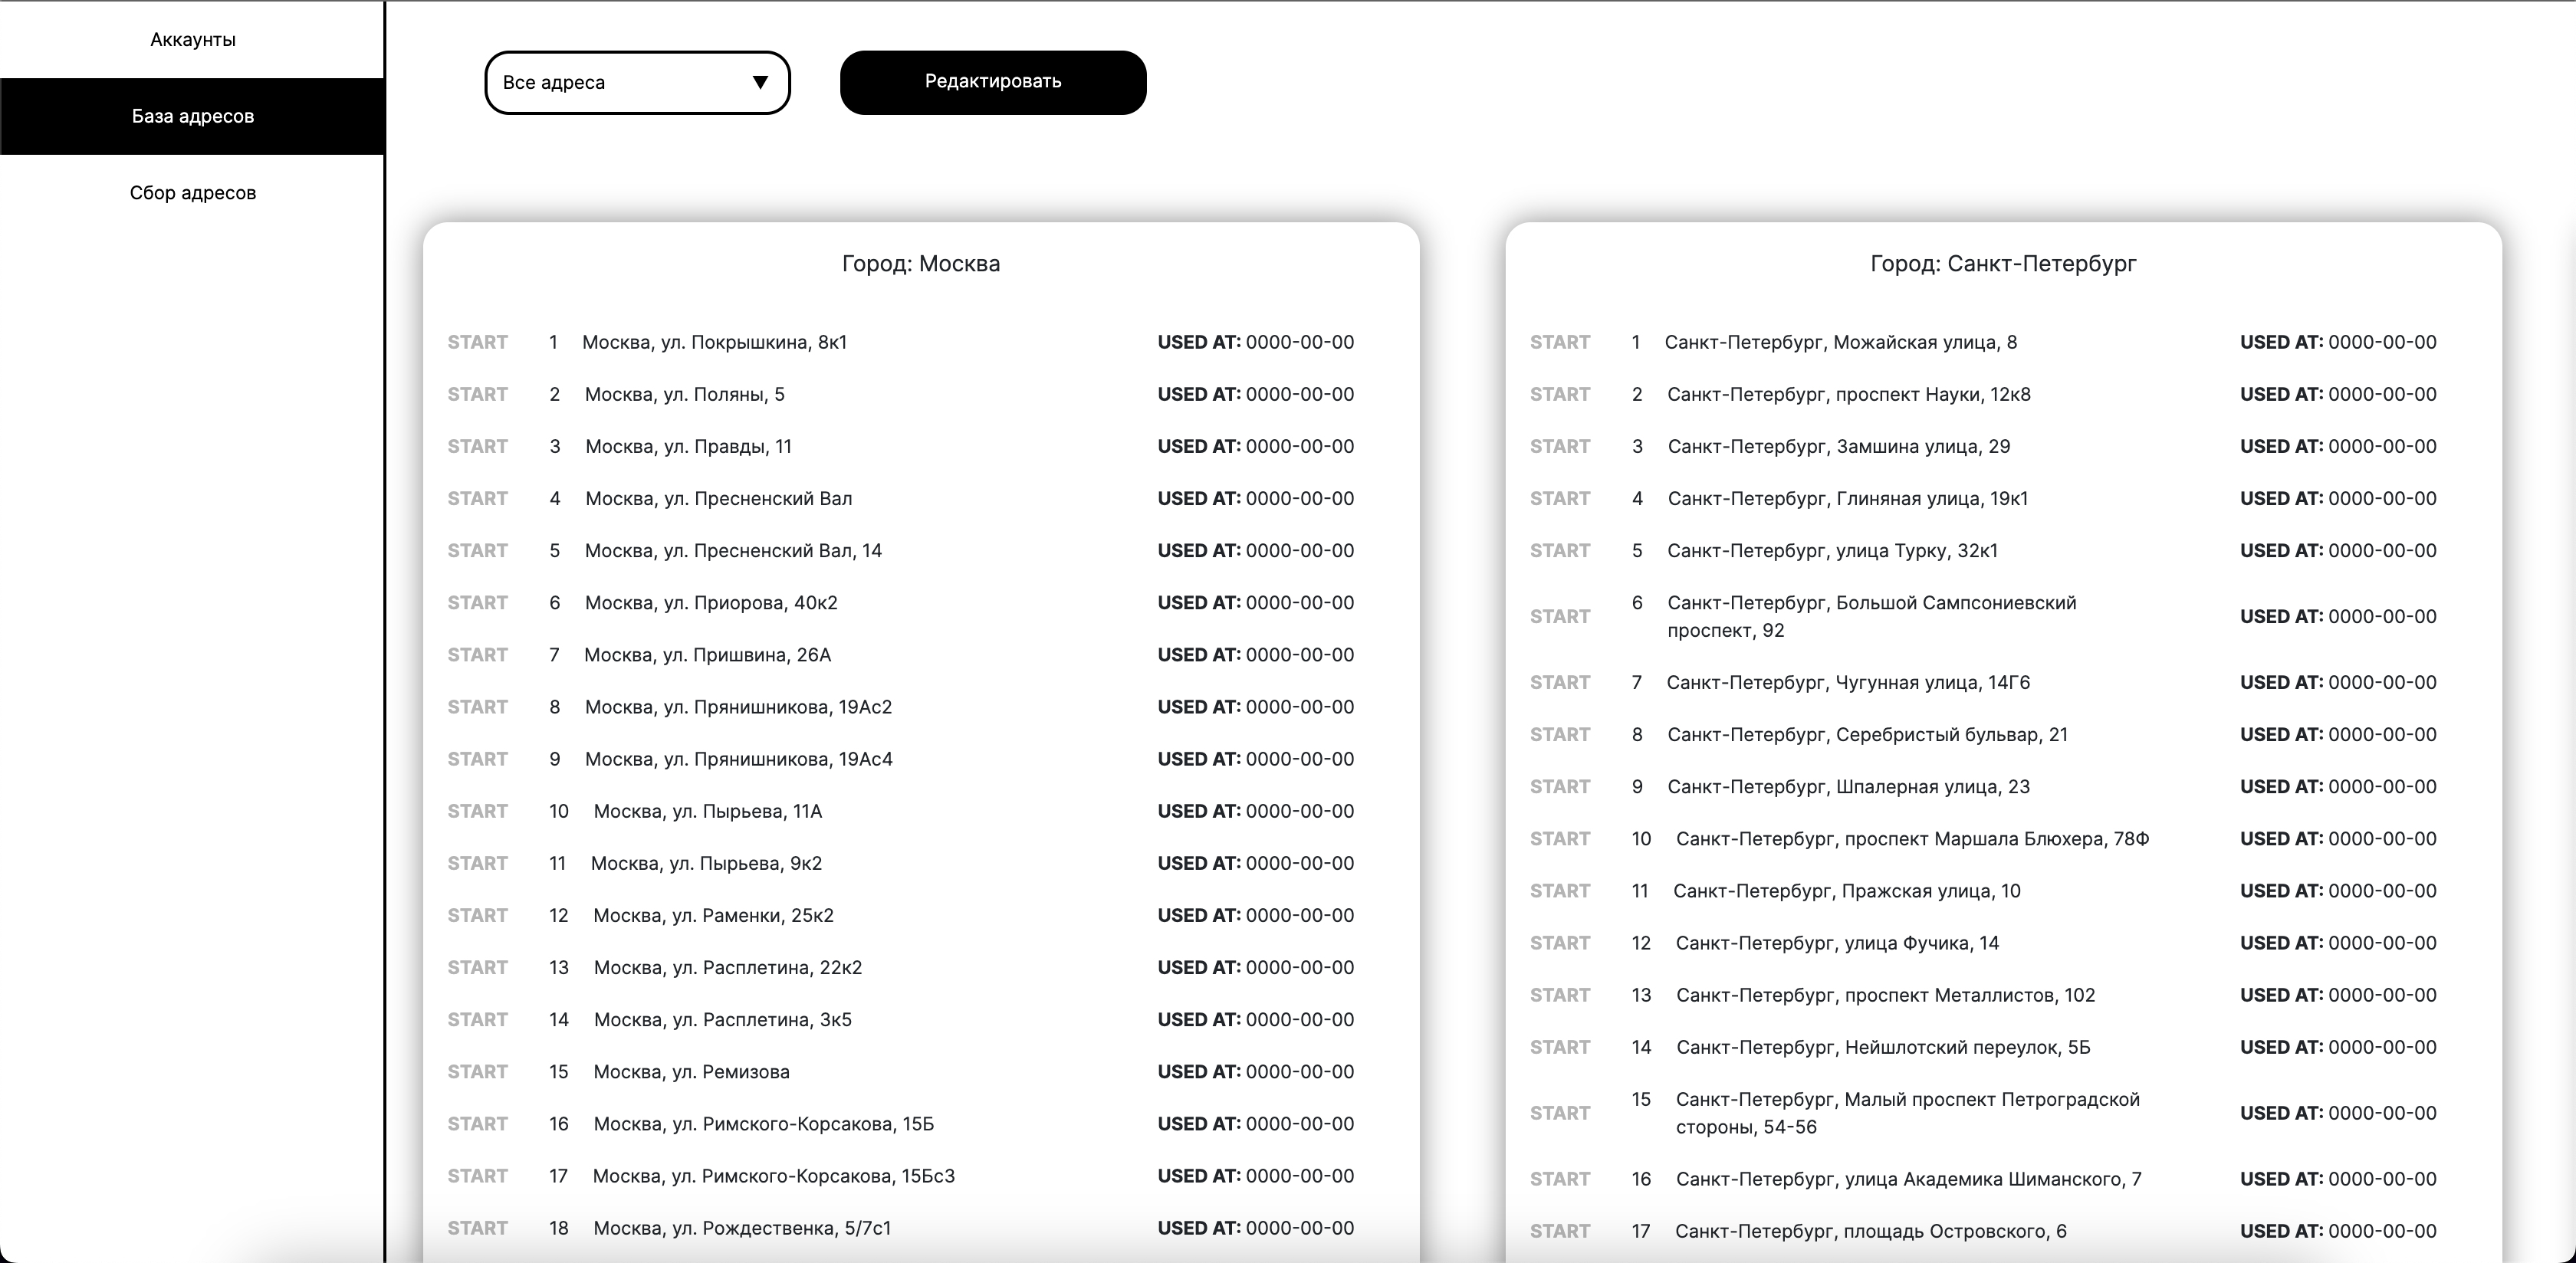 Аккаунты
База адресов
Сбор адресов
Все адреса
Редактировать
Город: Москва
START 1 Москва, ул. Покрышкина, 8к1 USED AT: 0000-00-00
START 2 Москва, ул. Поляны, 5 USED AT: 0000-00-00
START 3 Москва, ул. Правды, 11 USED AT: 0000-00-00
START 4 Москва, ул. Пресненский Вал USED AT: 0000-00-00
START 5 Москва, ул. Пресненский Вал, 14 USED AT: 0000-00-00
START 6 Москва, ул. Приорова, 40к2 USED AT: 0000-00-00
START 7 Москва, ул. Пришвина, 26А USED AT: 0000-00-00
START 8 Москва, ул. Прянишникова, 19Ас2 USED AT: 0000-00-00
START 9 Москва, ул. Прянишникова, 19Ас4 USED AT: 0000-00-00
START 10 Москва, ул. Пырьева, 11А USED AT: 0000-00-00
START 11 Москва, ул. Пырьева, 9к2 USED AT: 0000-00-00
START 12 Москва, ул. Раменки, 25к2 USED AT: 0000-00-00
START 13 Москва, ул. Расплетина, 22к2 USED AT: 0000-00-00
START 14 Москва, ул. Расплетина, 3к5 USED AT: 0000-00-00
START 15 Москва, ул. Ремизова USED AT: 0000-00-00
START 16 Москва, ул. Римского-Корсакова, 15Б USED AT: 0000-00-00
START 17 Москва, ул. Римского-Корсакова, 15Бс3 USED AT: 0000-00-00
START 18 Москва, ул. Рождественка, 5/7с1 USED AT: 0000-00-00
Город: Санкт-Петербург
START 1 Санкт-Петербург, Можайская улица, 8 USED AT: 0000-00-00
START 2 Санкт-Петербург, проспект Науки, 12к8 USED AT: 0000-00-00
START 3 Санкт-Петербург, Замшина улица, 29 USED AT: 0000-00-00
START 4 Санкт-Петербург, Глиняная улица, 19к1 USED AT: 0000-00-00
START 5 Санкт-Петербург, улица Турку, 32к1 USED AT: 0000-00-00
START 6 Санкт-Петербург, Большой Сампсониевский
проспект, 92 USED AT: 0000-00-00
START 7 Санкт-Петербург, Чугунная улица, 14Г6 USED AT: 0000-00-00
START 8 Санкт-Петербург, Серебристый бульвар, 21 USED AT: 0000-00-00
START 9 Санкт-Петербург, Шпалерная улица, 23 USED AT: 0000-00-00
START 10 Санкт-Петербург, проспект Маршала Блюхера, 78Ф USED AT: 0000-00-00
START 11 Санкт-Петербург, Пражская улица, 10 USED AT: 0000-00-00
START 12 Санкт-Петербург, улица Фучика, 14 USED AT: 0000-00-00
START 13 Санкт-Петербург, проспект Металлистов, 102 USED AT: 0000-00-00
START 14 Санкт-Петербург, Нейшлотский переулок, 5Б USED AT: 0000-00-00
START 15 Санкт-Петербург, Малый проспект Петроградской
стороны, 54-56 USED AT: 0000-00-00
START 16 Санкт-Петербург, улица Академика Шиманского, 7 USED AT: 0000-00-00
START 17 Санкт-Петербург, площадь Островского, 6 USED AT: 0000-00-00